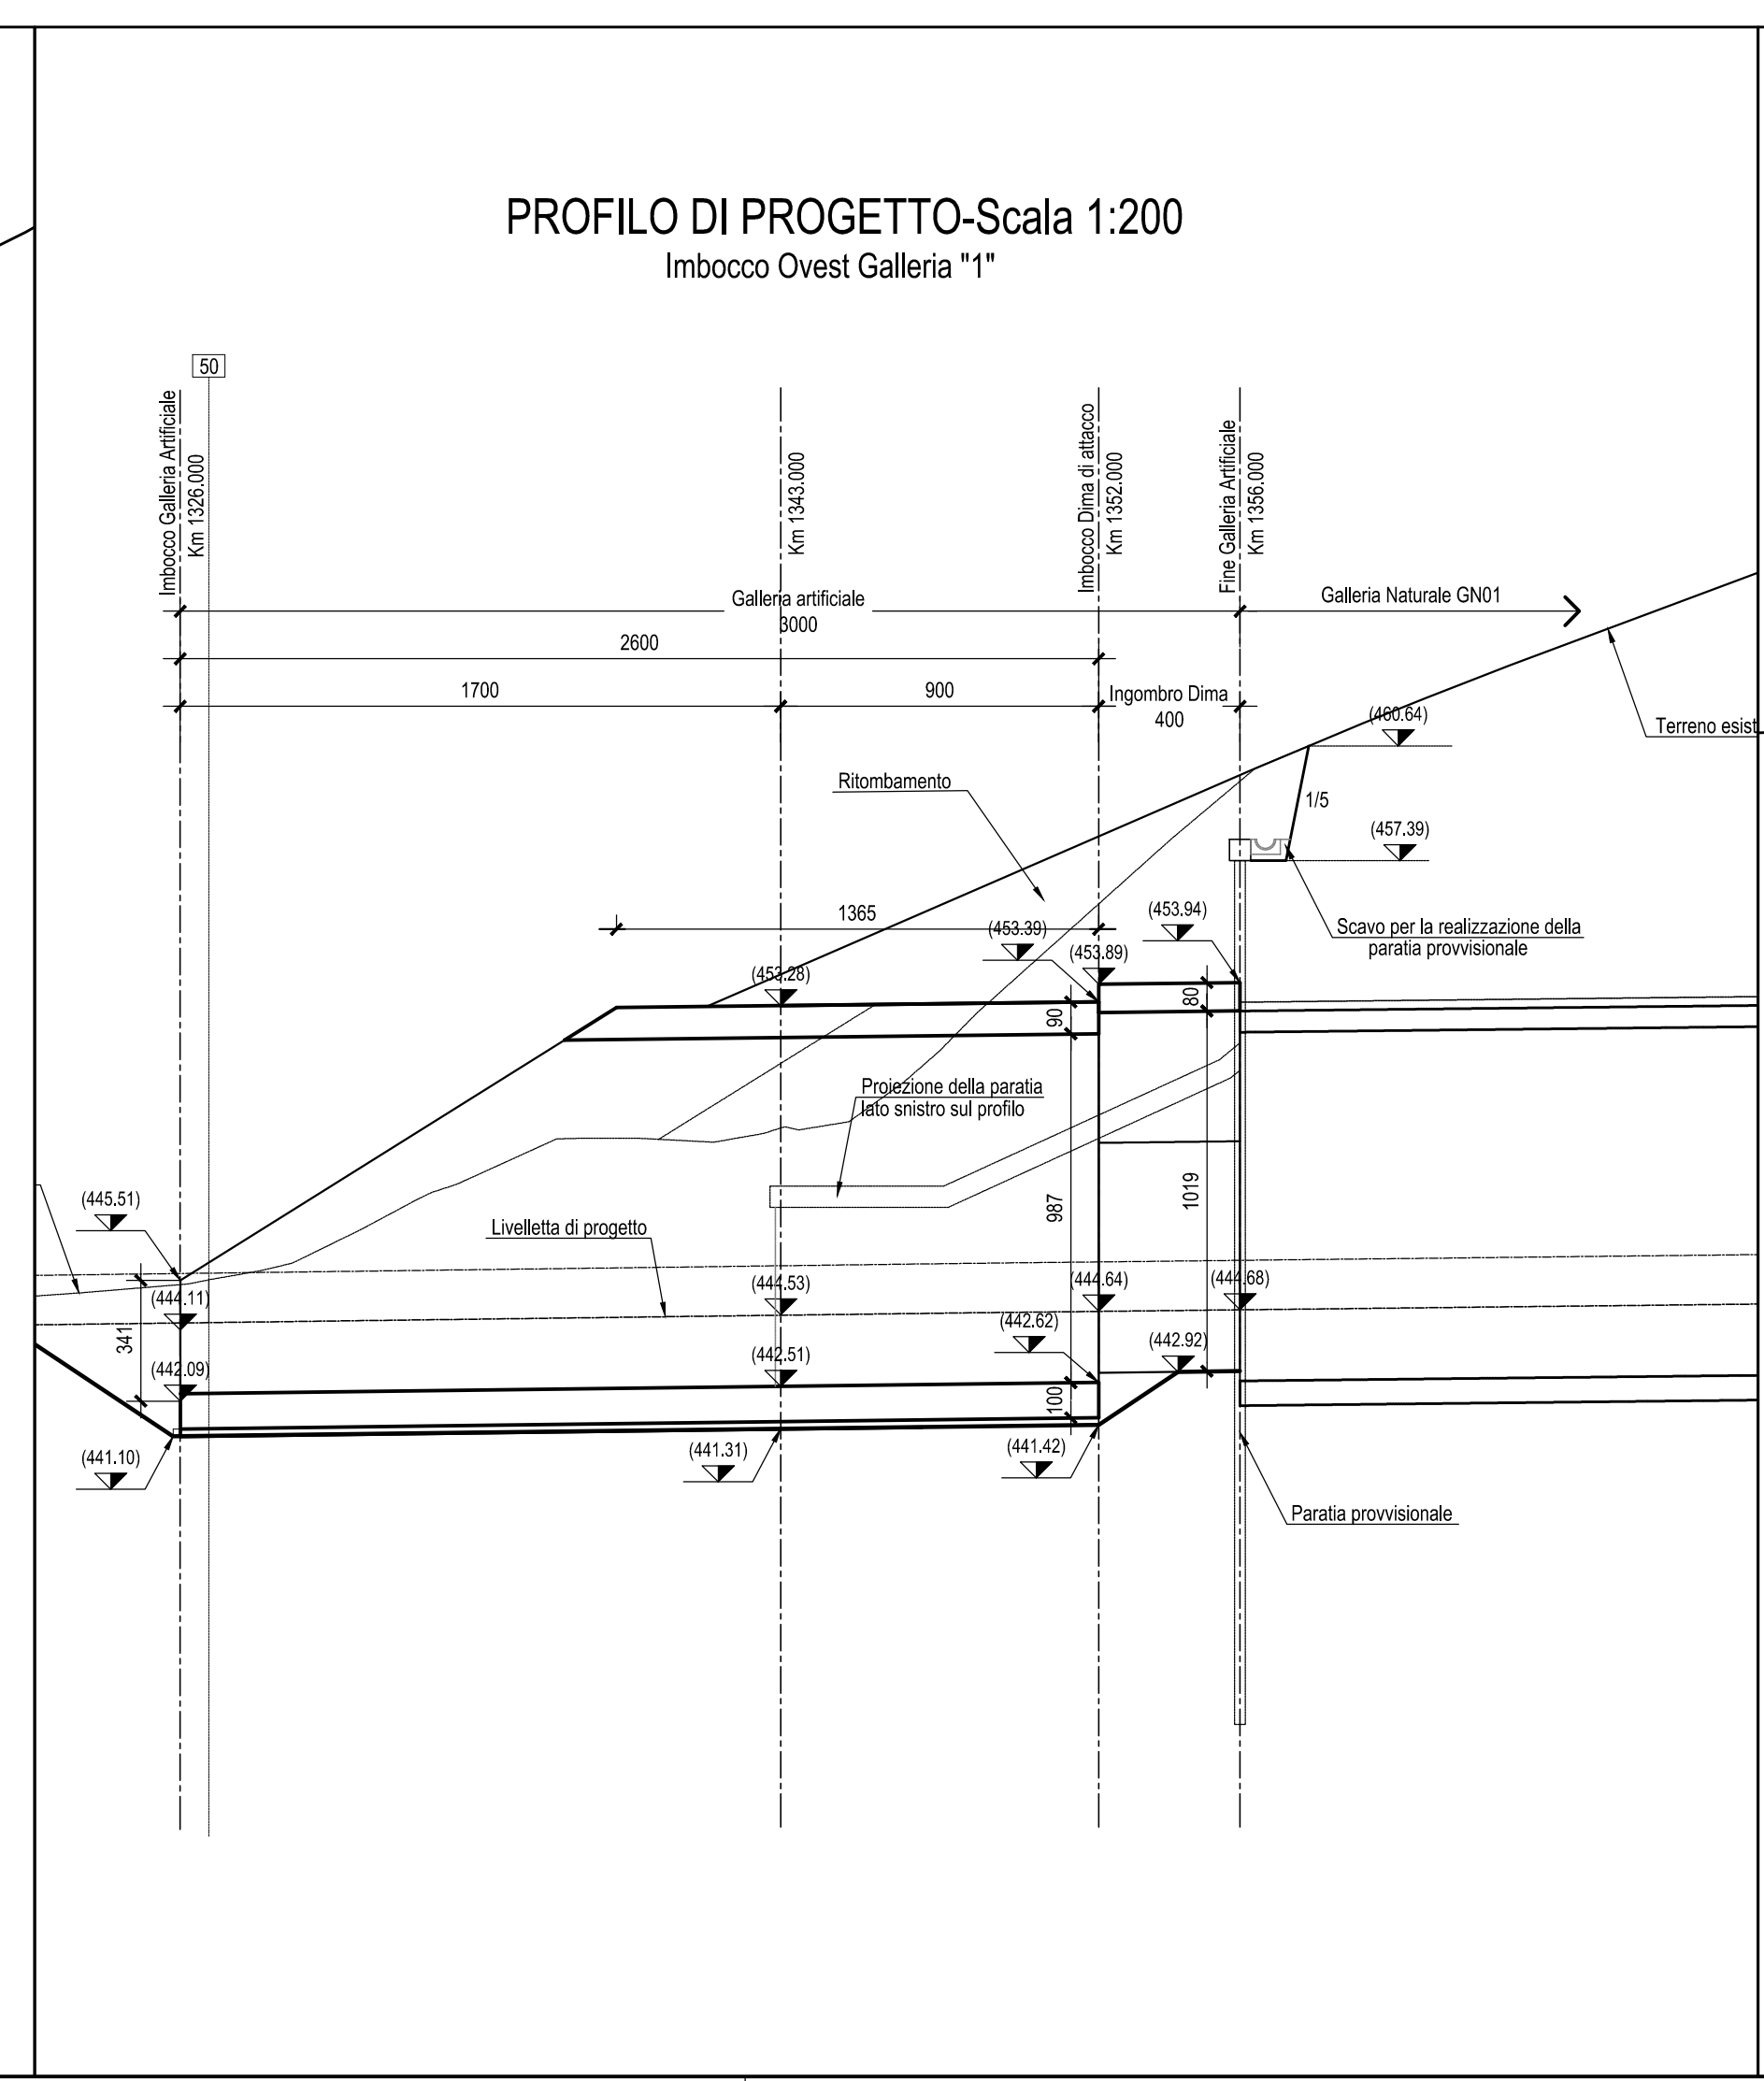 PROFILO DI PROGETTO-Scala 1:200
Imbocco Ovest Galleria "1"
50
Imbocco Galleria Artificiale
Km 1326.000
Km 1343.000
Imbocco Dima di attacco
Km 1352.000
Fine Galleria Artificiale
Km 1356.000
Galleria artificiale
3000
Galleria Naturale GN01
2600
1700
900
Ingombro Dima
400
(460.64)
Terreno esist
Ritombamento
1/5
(457.39)
1365
(453.39)
(453.94)
Scavo per la realizzazione della
paratia provvisionale
(453.89)
(453.28)
90
80
Proiezione della paratia
lato snistro sul profilo
(445.51)
Livelletta di progetto
987
1019
(444.11)
(444.53)
(444.64)
(444.68)
341
(442.62)
(442.92)
(442.09)
(442.51)
100
(441.10)
(441.31)
(441.42)
Paratia provvisionale